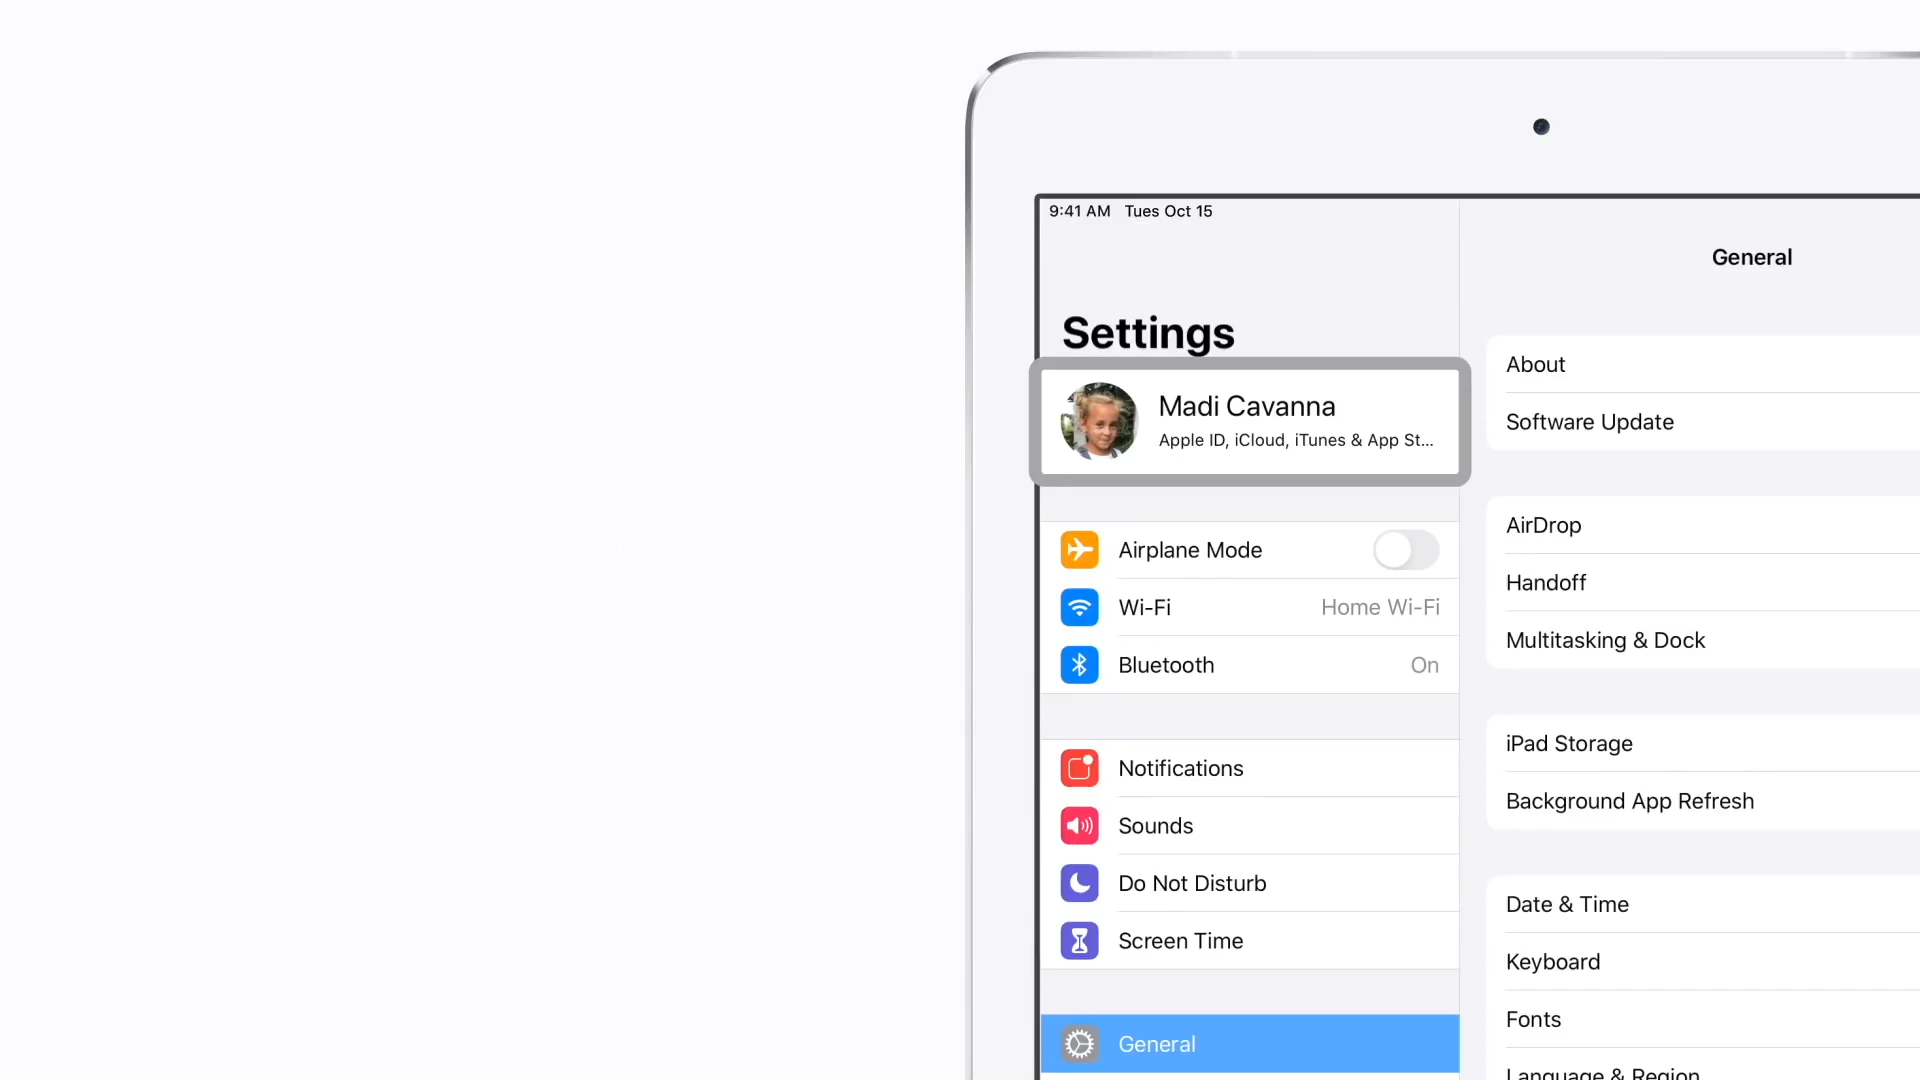 9:41 AM Tues Oct 15
Settings
Madi Cavanna
Apple ID, iCloud, iTunes & App St...
Airplane Mode
Wi-Fi Home Wi-Fi
Bluetooth On
Notifications
Sounds
Do Not Disturb
Screen Time
General
General
About
Software Update
AirDrop
Handoff
Multitasking & Dock
iPad Storage
Background App Refresh
Date & Time
Keyboard
Fonts
Language & Region